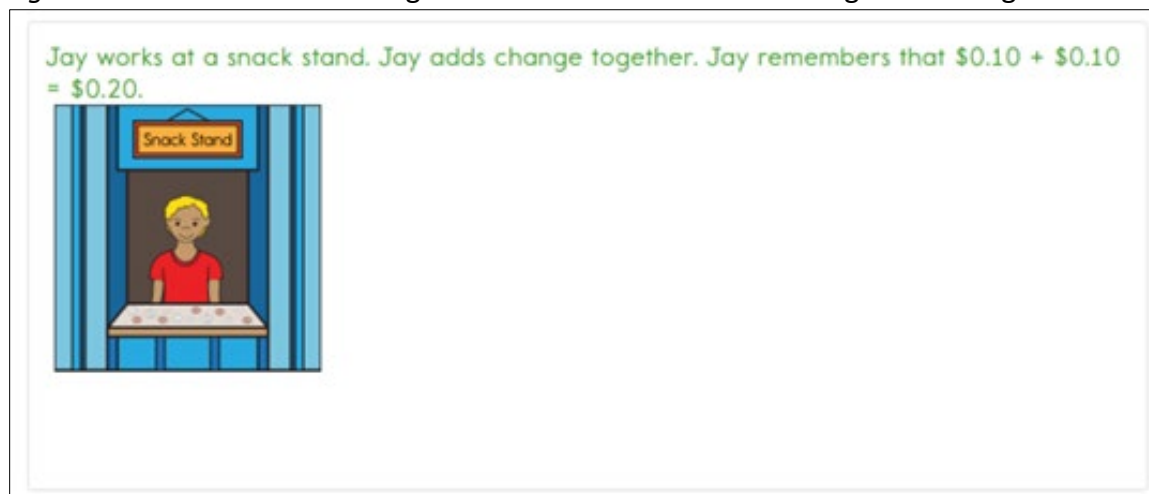 Jay works at a snack stand. Jay adds change together. Jay remembers that $0.10 + $0.10
= $0.20.
Snack Stand